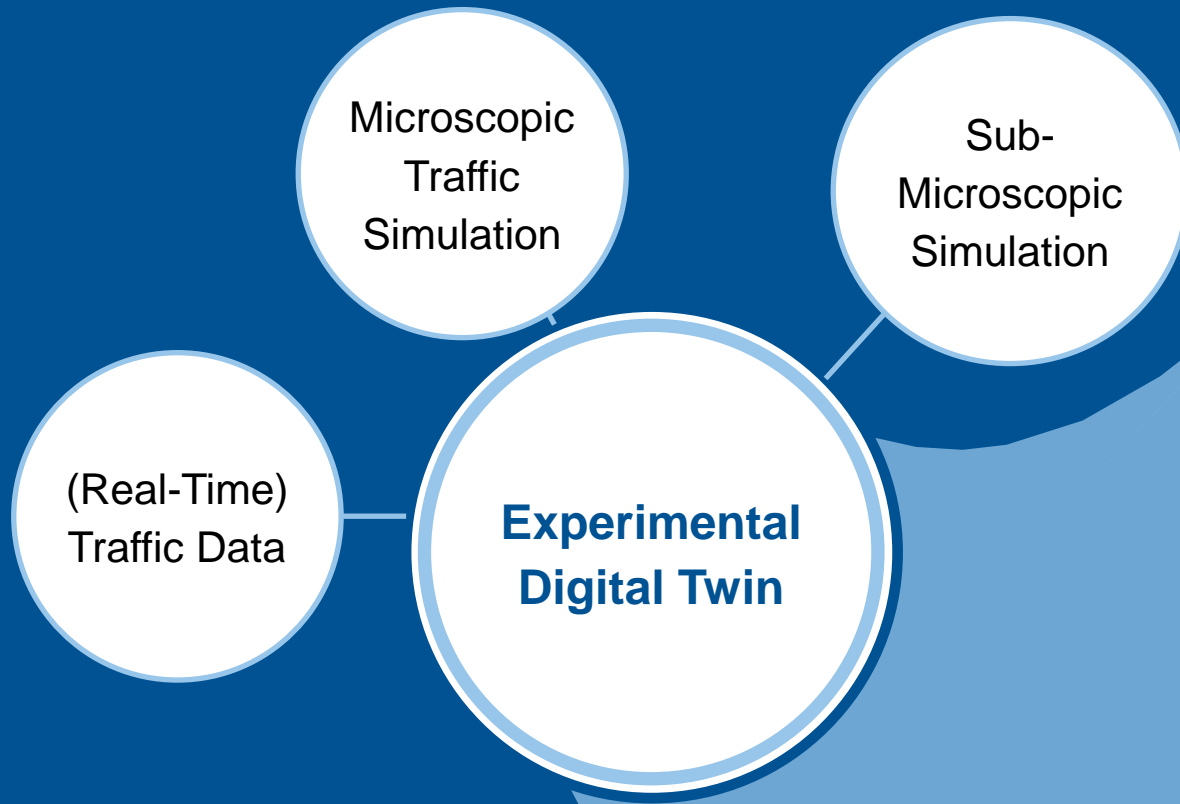 Microscopic
Traffic
Simulation
Sub-
Microscopic
Simulation
(Real-Time)
Traffic Data
Experimental
Digital Twin